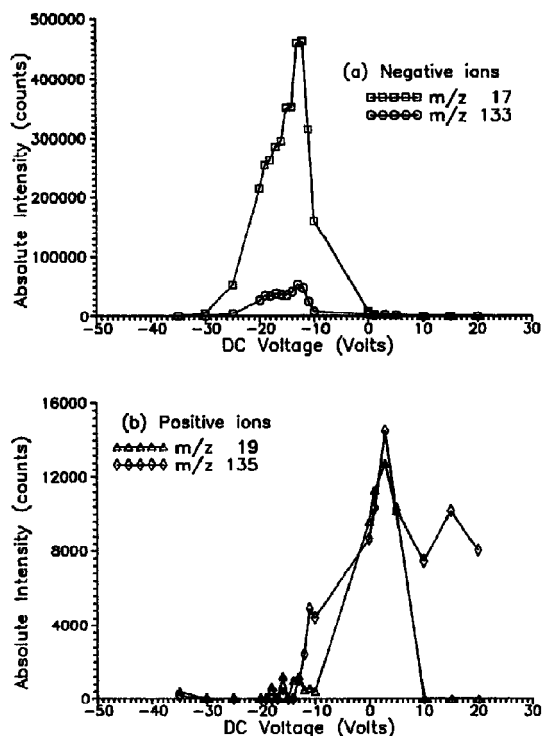 500000
400000
300000
200000
100000
0
Absolute Intensity (counts)
(a) Negative ions
m/z 17
m/z 133
-50 -40 -30 -20 -10 0 10 20 30
DC Voltage (Volts)
16000
12000
8000
4000
0
Absolute Intensity (counts)
(b) Positive ions
m/z 19
m/z 135
-50 -40 -30 -20 -10 0 10 20 30
DC Voltage (Volts)